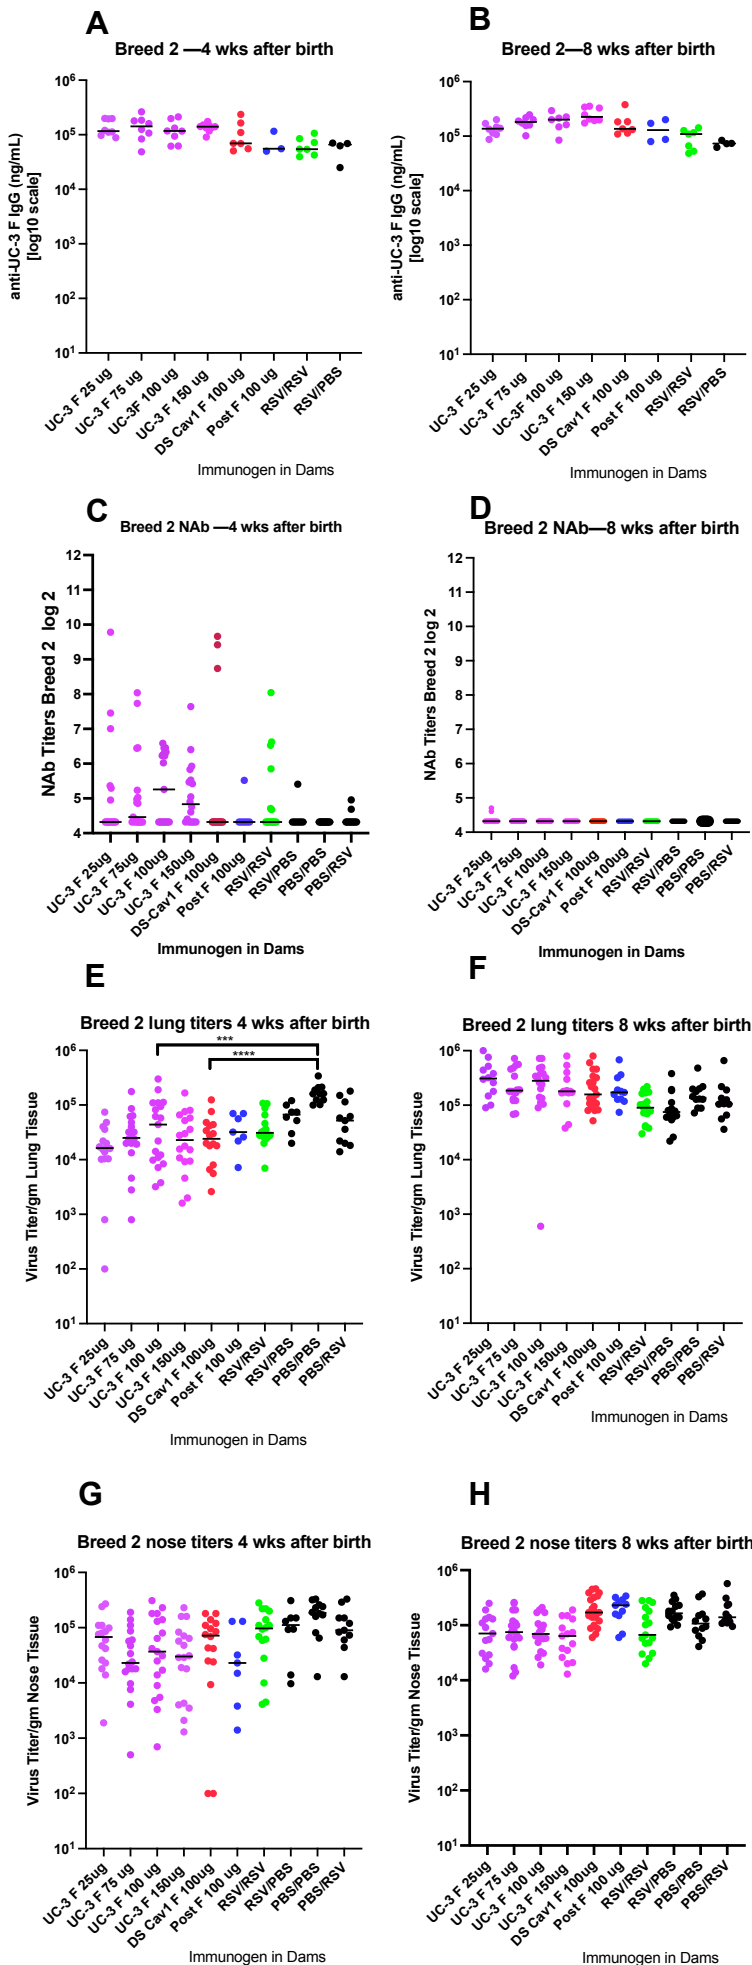 A
Breed 2 —4 wks after birth
10⁶
10⁵
10⁴
10³
10²
10¹
anti-UC-3 F IgG (ng/mL)
[log10 scale]
UC-3 F 25 ug
UC-3 F 75 ug
UC-3F 100 ug
UC-3 F 150 ug
DS Cav1 F 100 ug
Post F 100 ug
RSV/RSV
RSV/PBS
Immunogen in Dams
B
Breed 2—8 wks after birth
10⁶
10⁵
10⁴
10³
10²
10¹
anti-UC-3 F IgG (ng/mL)
[log10 scale]
UC-3 F 25 ug
UC-3 F 75 ug
UC-3F 100 ug
UC-3 F 150 ug
DS Cav1 F 100 ug
Post F 100 ug
RSV/RSV
RSV/PBS
Immunogen in Dams
C
Breed 2 NAb —4 wks after birth
12
11
10
9
8
7
6
5
4
NAb Titers Breed 2 log 2
UC-3 F 25ug
UC-3 F 75ug
UC-3 F 100ug
UC-3 F 150ug
DS-Cav1 F 100ug
Post F 100ug
RSV/RSV
RSV/PBS
PBS/PBS
PBS/RSV
Immunogen in Dams
D
Breed 2 NAb—8 wks after birth
12
11
10
9
8
7
6
5
4
NAb Titers Breed 2 log 2
UC-3 F 25ug
UC-3 F 75ug
UC-3 F 100ug
UC-3 F 150ug
DS-Cav1 F 100ug
Post F 100ug
RSV/RSV
RSV/PBS
PBS/PBS
PBS/RSV
Immunogen in Dams
E
Breed 2 lung titers 4 wks after birth
***
****
10⁶
10⁵
10⁴
10³
10²
10¹
Virus Titer/gm Lung Tissue
UC-3 F 25ug
UC-3 F 75 ug
UC-3 F 100 ug
UC-3 F 150ug
DS Cav1 F 100ug
Post F 100 ug
RSV/RSV
RSV/PBS
PBS/PBS
PBS/RSV
Immunogen in Dams
F
Breed 2 lung titers 8 wks after birth
10⁶
10⁵
10⁴
10³
10²
10¹
Virus Titer/gm Lung Tissue
UC-3 F 25ug
UC-3 F 75 ug
UC-3 F 100 ug
UC-3 F 150ug
DS Cav1 F 100ug
Post F 100 ug
RSV/RSV
RSV/PBS
PBS/PBS
PBS/RSV
Immunogen in Dams
G
Breed 2 nose titers 4 wks after birth
10⁶
10⁵
10⁴
10³
10²
10¹
Virus Titer/gm Nose Tissue
UC-3 F 25ug
UC-3 F 75 ug
UC-3 F 100 ug
UC-3 F 150ug
DS Cav1 F 100ug
Post F 100 ug
RSV/RSV
RSV/PBS
PBS/PBS
PBS/RSV
Immunogen in Dams
H
Breed 2 nose titers 8 wks after birth
10⁶
10⁵
10⁴
10³
10²
10¹
Virus Titer/gm Nose Tissue
UC-3 F 25ug
UC-3 F 75 ug
UC-3 F 100 ug
UC-3 F 150ug
DS Cav1 F 100ug
Post F 100 ug
RSV/RSV
RSV/PBS
PBS/PBS
PBS/RSV
Immunogen in Dams